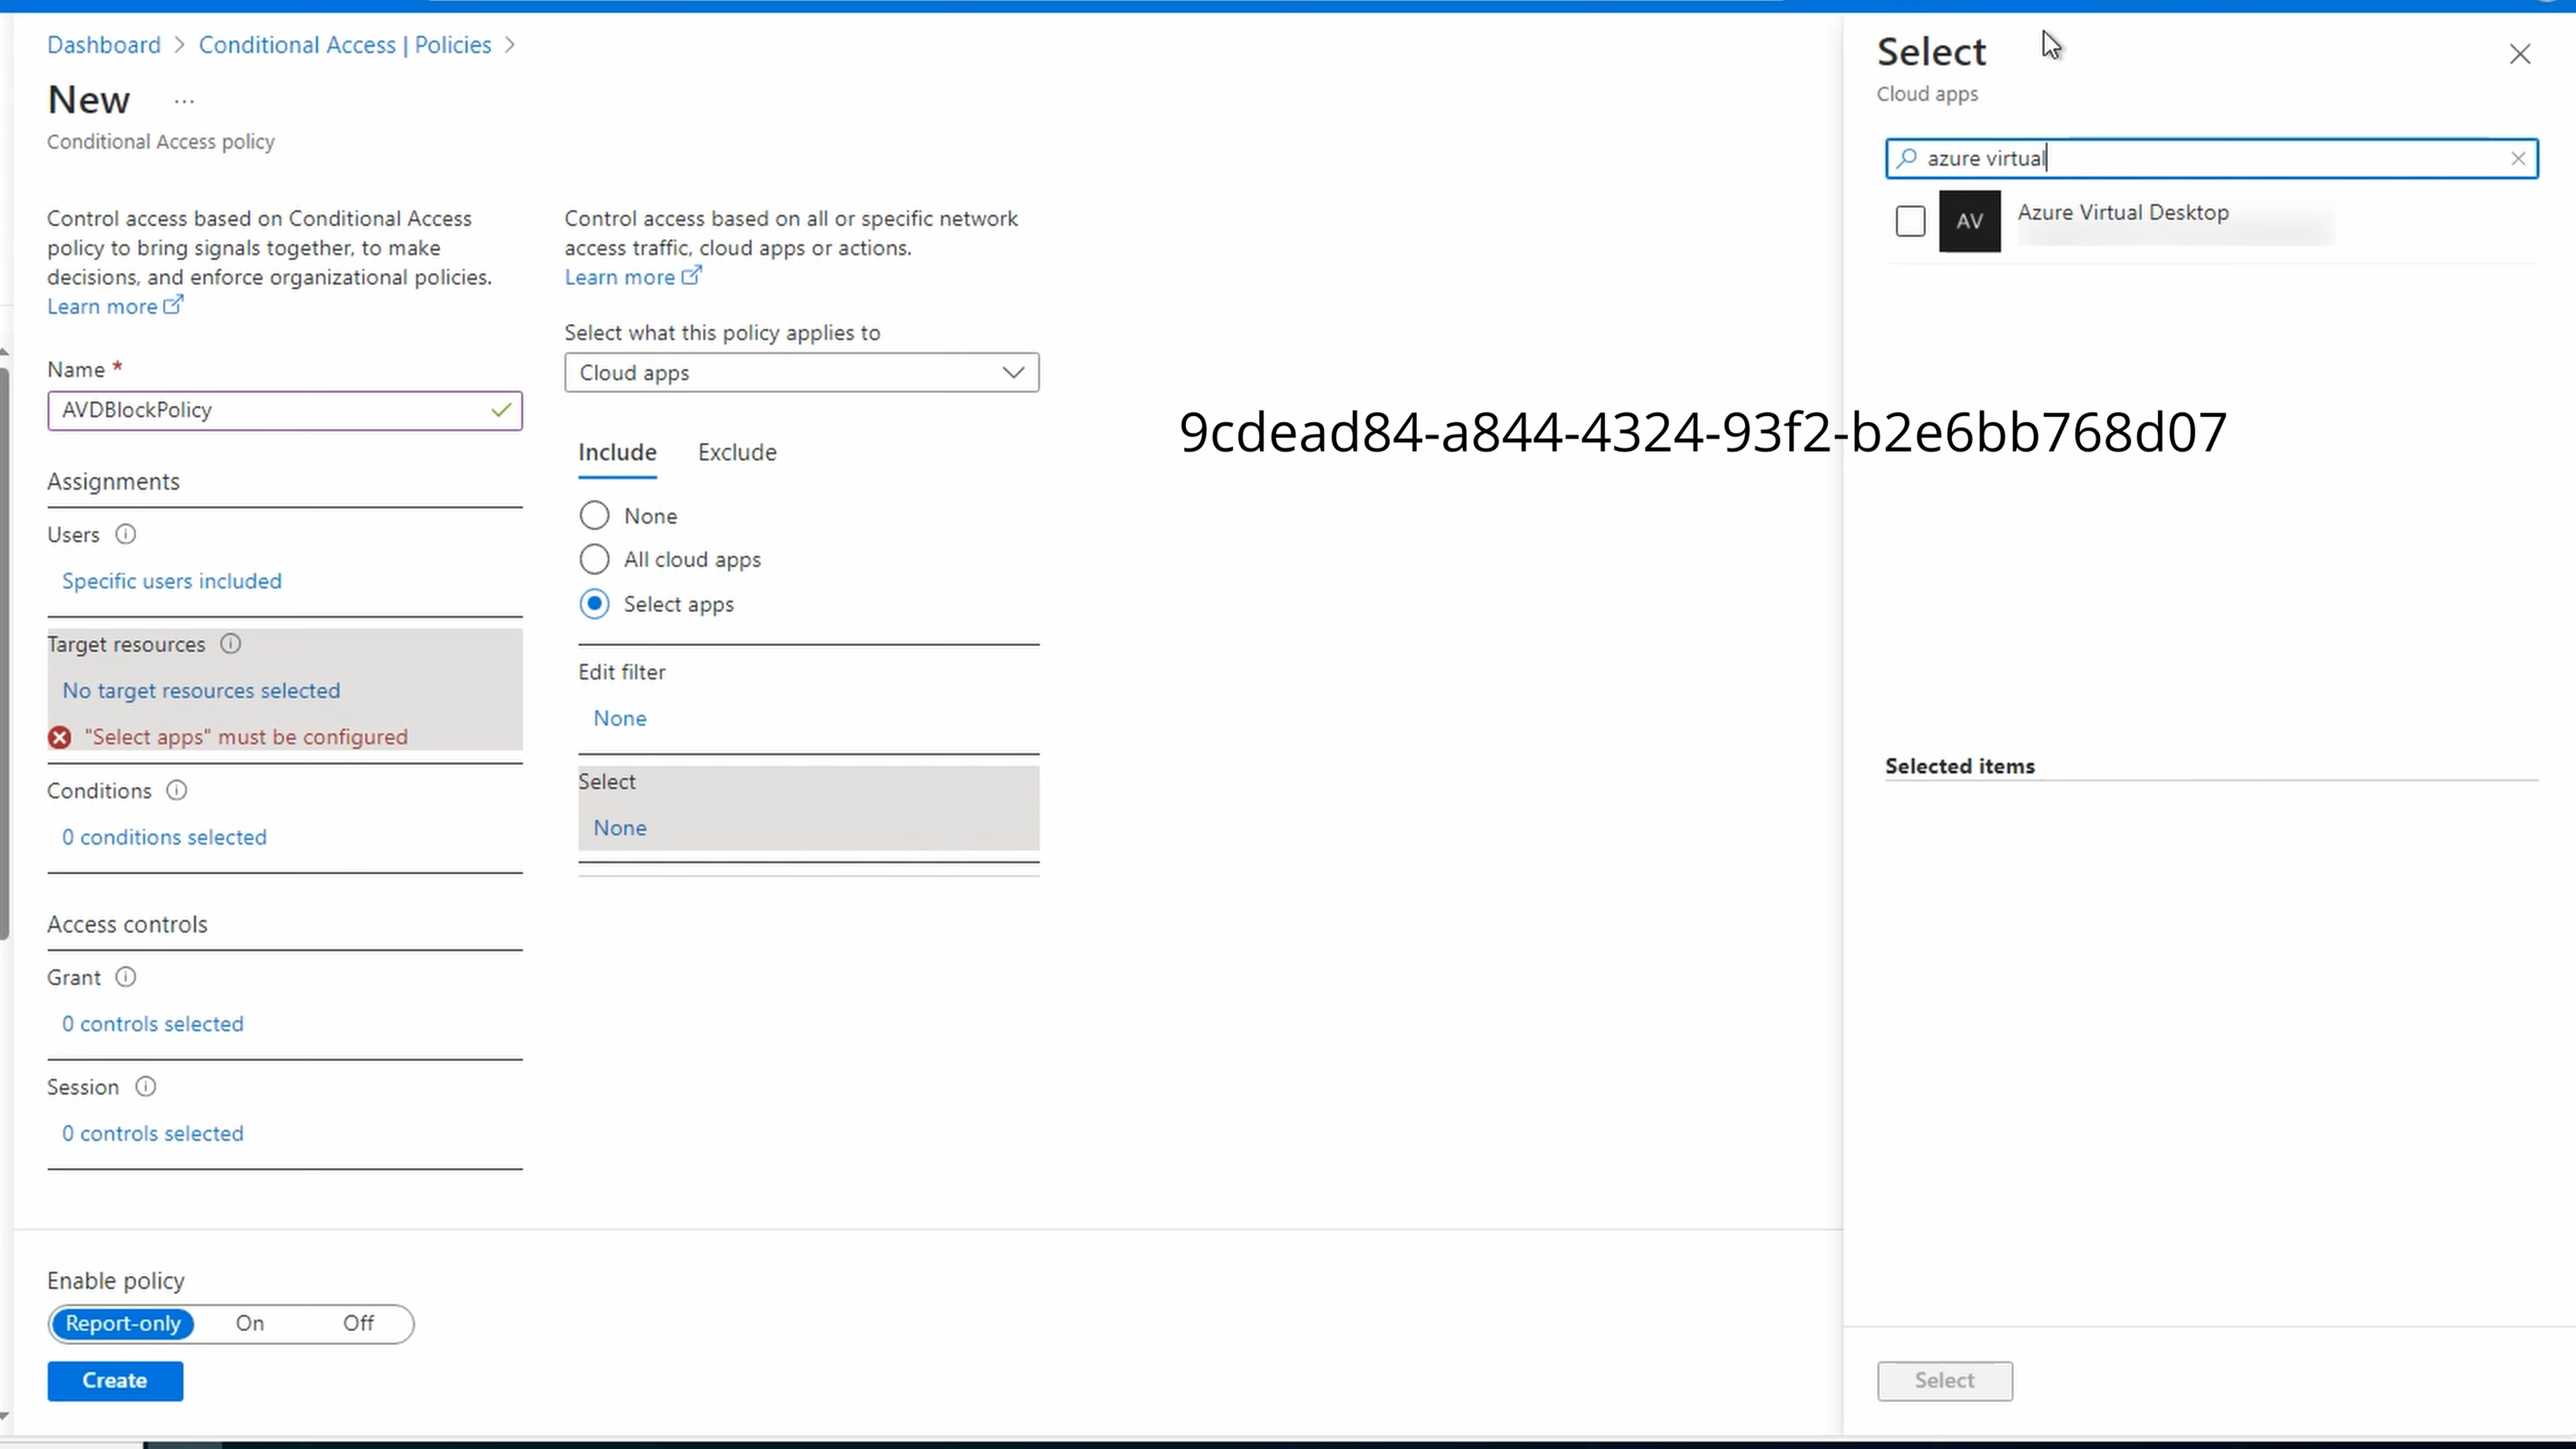 Dashboard > Conditional Access | Policies >
New ...
Conditional Access policy
Control access based on Conditional Access
policy to bring signals together, to make
decisions, and enforce organizational policies.
Learn more
Name *
AVDBlockPolicy
Assignments
Users
Specific users included
Target resources
No target resources selected
"Select apps" must be configured
Conditions
0 conditions selected
Access controls
Grant
0 controls selected
Session
0 controls selected
Enable policy
Report-only On Off
Create
Control access based on all or specific network
access traffic, cloud apps or actions.
Learn more
Select what this policy applies to
Cloud apps
Include Exclude
None
All cloud apps
Select apps
Edit filter
None
Select
None
9cdead84-a844-4324-93f2-b2e6bb768d07
Select
Cloud apps
azure virtual
AV
Azure Virtual Desktop
Selected items
Select